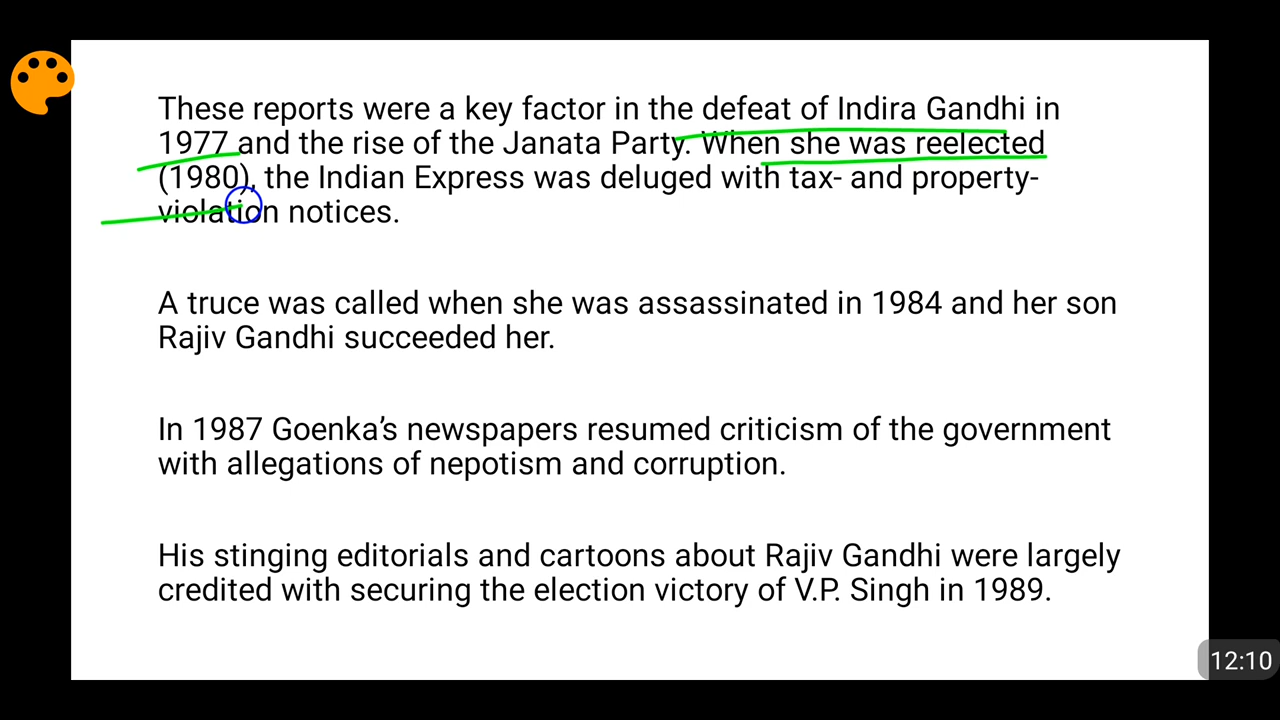 These reports were a key factor in the defeat of Indira Gandhi in
1977 and the rise of the Janata Party. When she was reelected
(1980), the Indian Express was deluged with tax- and property-
violation notices.
A truce was called when she was assassinated in 1984 and her son
Rajiv Gandhi succeeded her.
In 1987 Goenka’s newspapers resumed criticism of the government
with allegations of nepotism and corruption.
His stinging editorials and cartoons about Rajiv Gandhi were largely
credited with securing the election victory of V.P. Singh in 1989.
12:10